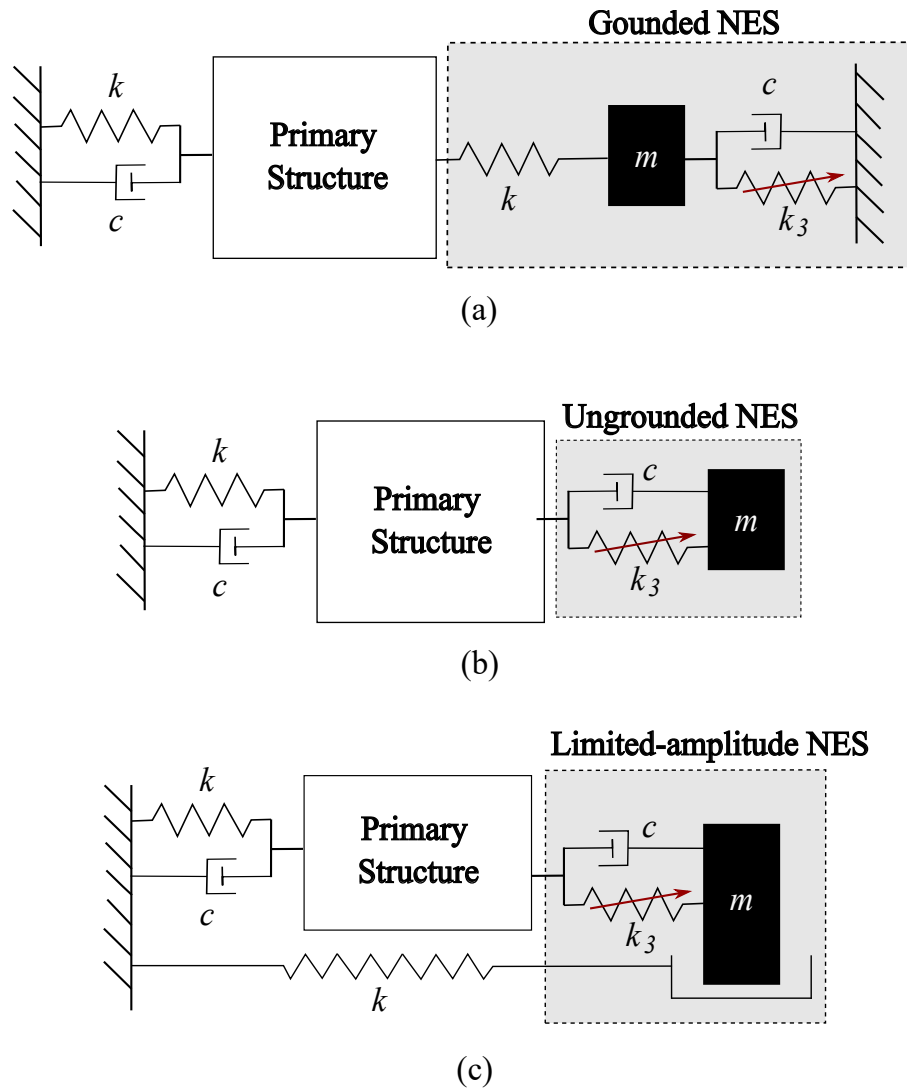 Gounded NES
k
c
Primary
Structure
k
m
c
k3
(a)
Ungrounded NES
k
c
Primary
Structure
c
k3
m
(b)
Limited-amplitude NES
k
c
Primary
Structure
c
k3
m
k
(c)